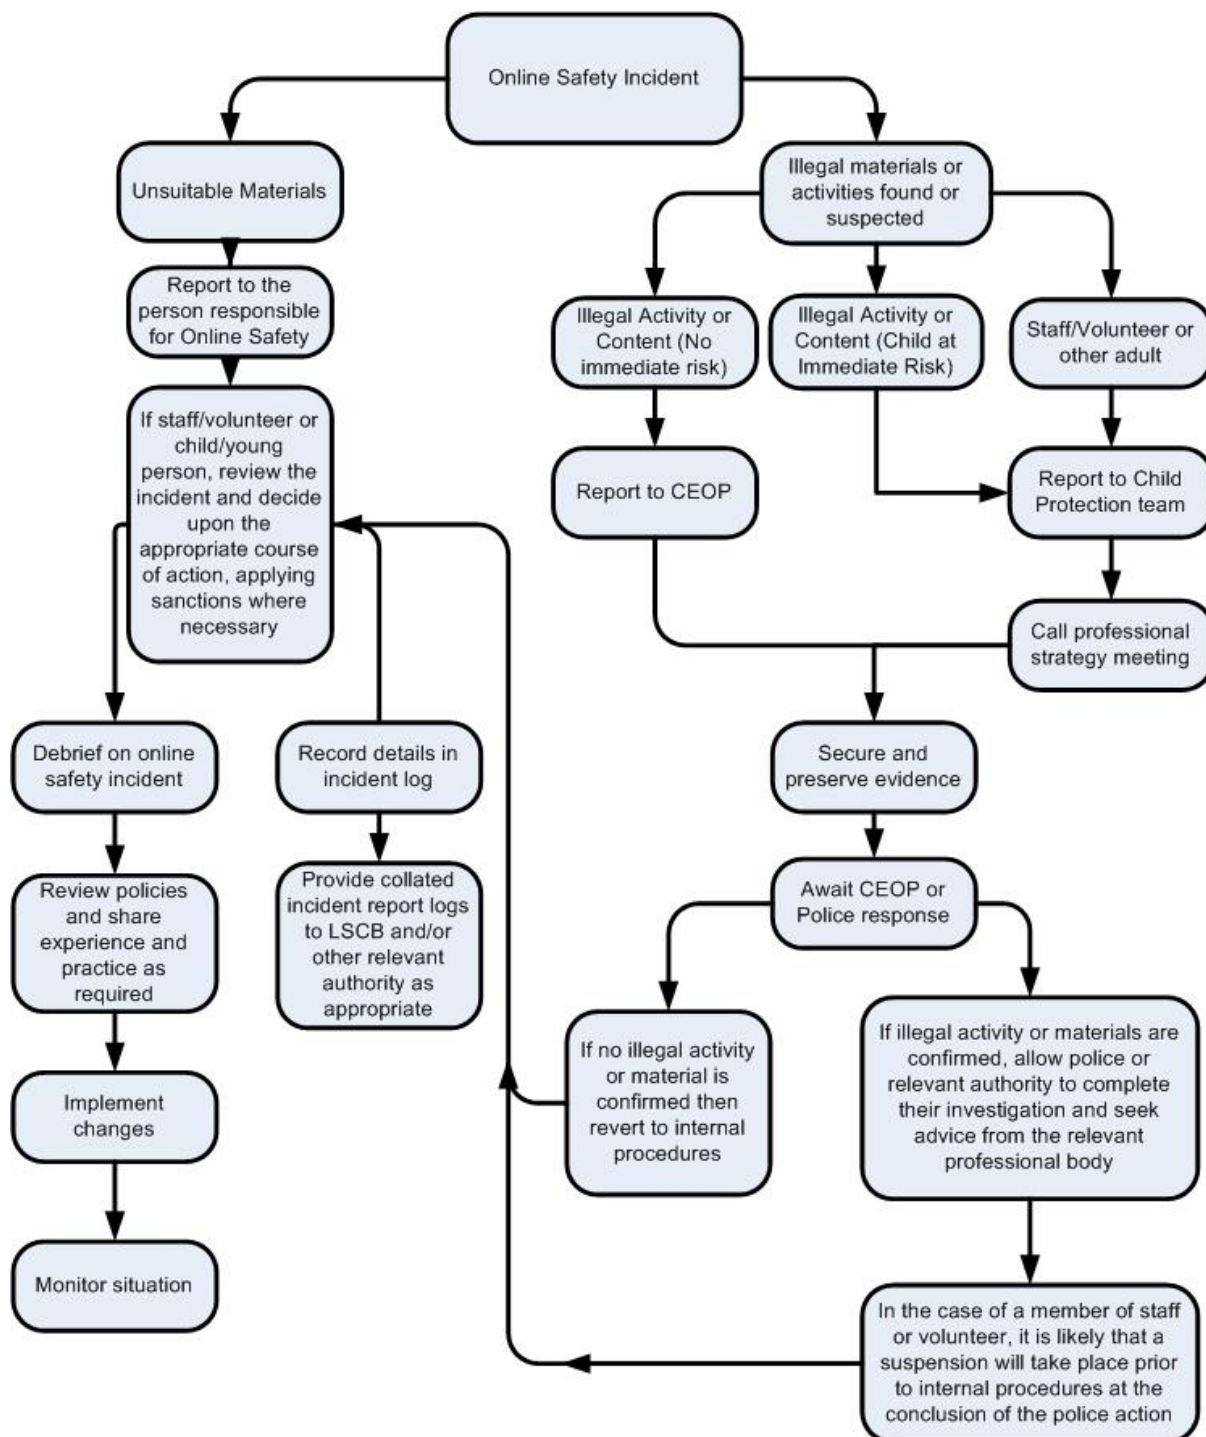 Online Safety Incident
Unsuitable Materials
Report to the
person responsible
for Online Safety
If staff/volunteer or
child/young
person, review the
incident and decide
upon the
appropriate course
of action, applying
sanctions where
necessary
Debrief on online
safety incident
Review policies
and share
experience and
practice as
required
Implement
changes
Monitor situation
Record details in
incident log
Provide collated
incident report logs
to LSCB and/or
other relevant
authority as
appropriate
Illegal materials or
activities found or
suspected
Illegal Activity or
Content (No
immediate risk)
Illegal Activity or
Content (Child at
Immediate Risk)
Staff/Volunteer or
other adult
Report to CEOP
Report to Child
Protection team
Call professional
strategy meeting
Secure and
preserve evidence
Await CEOP or
Police response
If no illegal activity
or material is
confirmed then
revert to internal
procedures
If illegal activity or materials are
confirmed, allow police or
relevant authority to complete
their investigation and seek
advice from the relevant
professional body
In the case of a member of staff
or volunteer, it is likely that a
suspension will take place prior
to internal procedures at the
conclusion of the police action